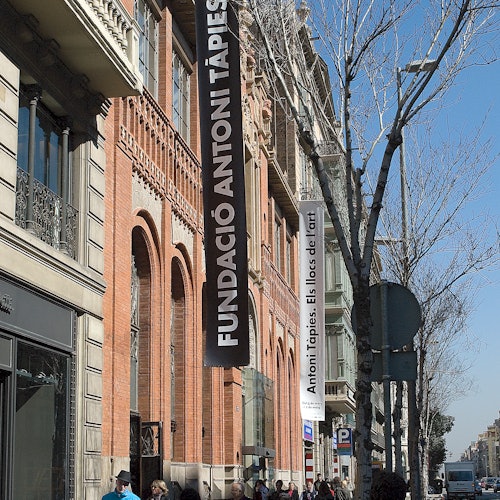 FUNDACIÓ ANTONI TÀPIES
Antoni Tàpies. Els llocs de l'art
P